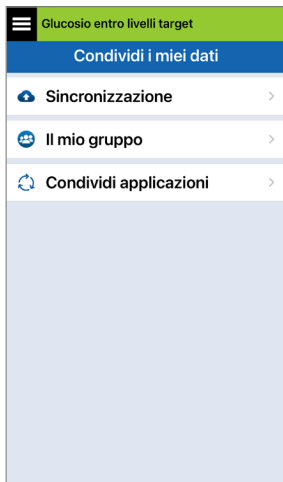 Glucosio entro livelli target
Condividi i miei dati
Sincronizzazione
Il mio gruppo
Condividi applicazioni